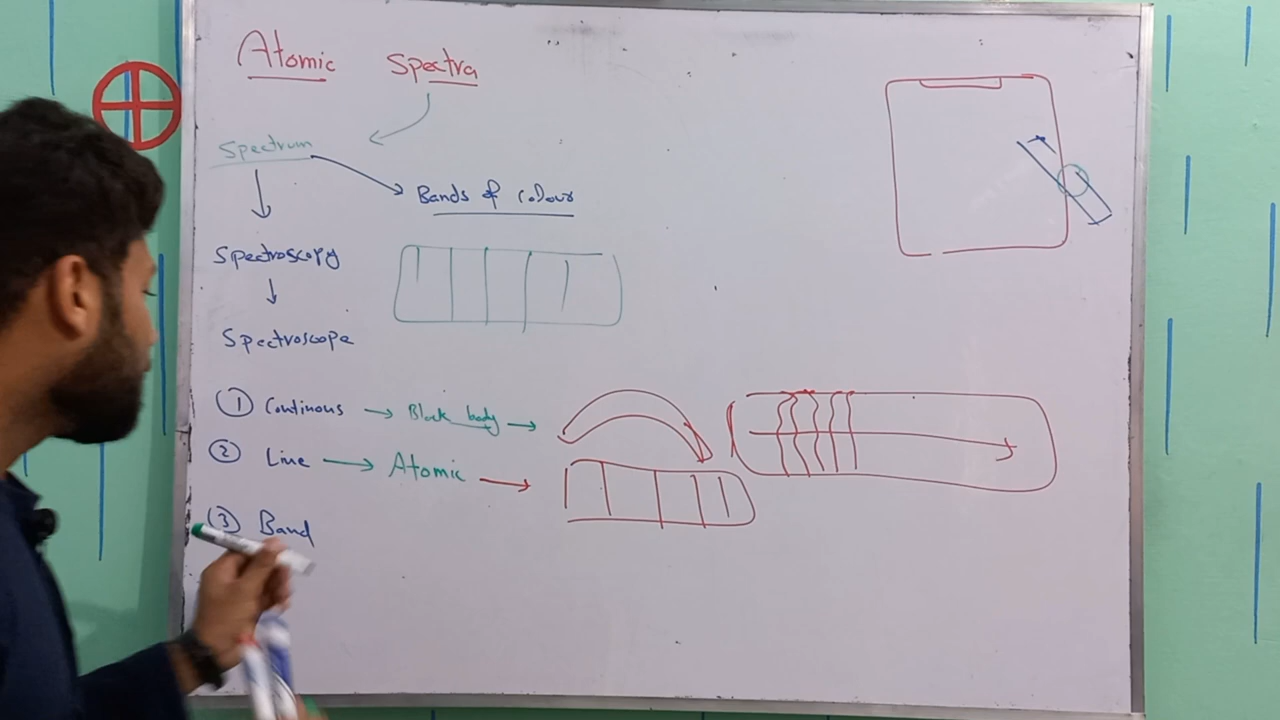 Atomic Spectra
Spectrum
Bands of colour
Spectroscopy
Spectroscope
1 Continous → Black body →
2 Line → Atomic →
3 Band